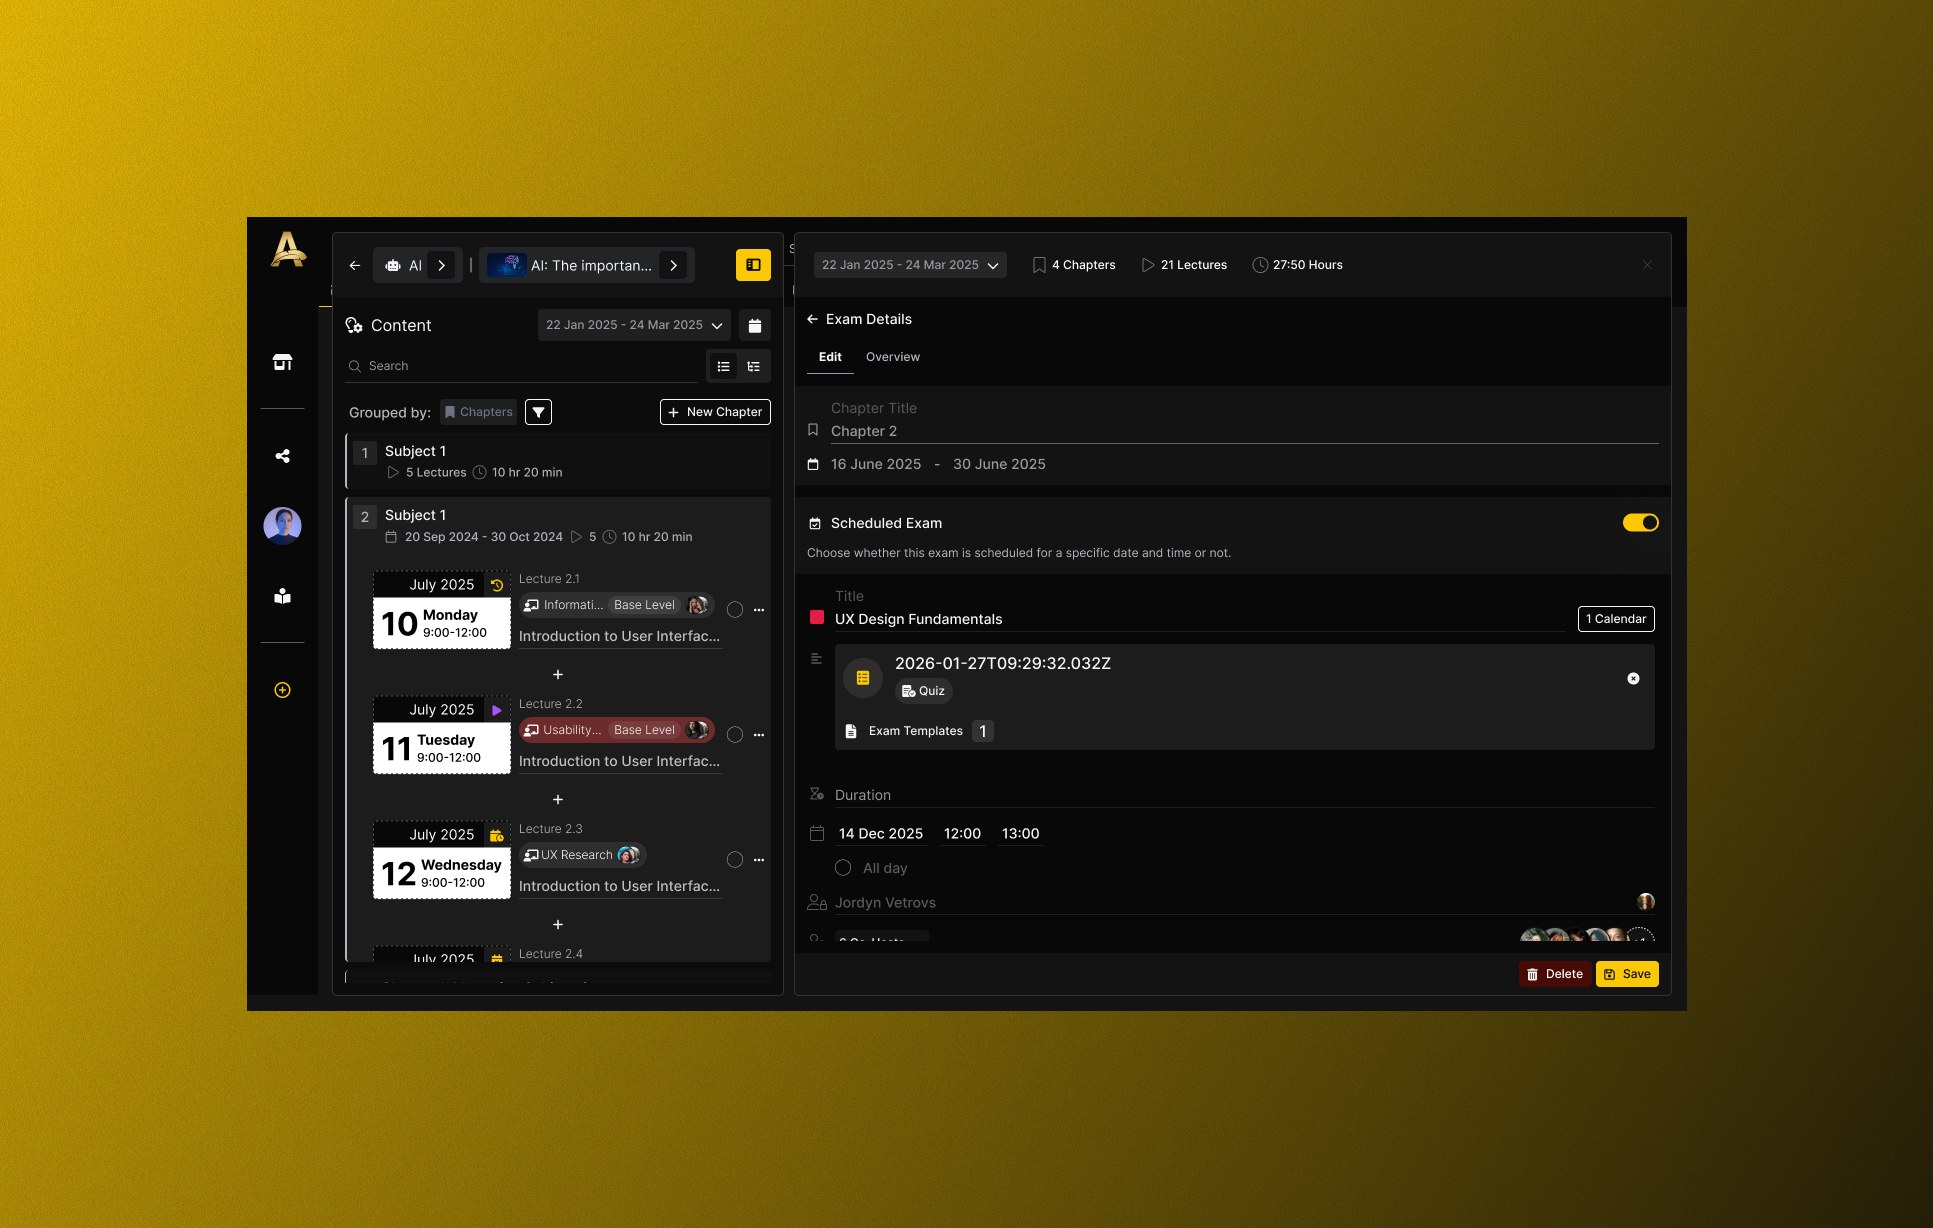 AI
|
AI: The importan...
Content
22 Jan 2025 - 24 Mar 2025
Search
Grouped by:
Chapters
+ New Chapter
1
Subject 1
5 Lectures
10 hr 20 min
2
Subject 1
20 Sep 2024 - 30 Oct 2024
5
10 hr 20 min
July 2025
10
Monday
9:00-12:00
Lecture 2.1
Informati...
Base Level
Introduction to User Interfac...
+
July 2025
11
Tuesday
9:00-12:00
Lecture 2.2
Usability...
Base Level
Introduction to User Interfac...
+
July 2025
12
Wednesday
9:00-12:00
Lecture 2.3
UX Research
Introduction to User Interfac...
+
July 2025
Lecture 2.4
22 Jan 2025 - 24 Mar 2025
4 Chapters
21 Lectures
27:50 Hours
Exam Details
Edit
Overview
Chapter Title
Chapter 2
16 June 2025 - 30 June 2025
Scheduled Exam
Choose whether this exam is scheduled for a specific date and time or not.
Title
UX Design Fundamentals
1 Calendar
2026-01-27T09:29:32.032Z
Quiz
Exam Templates
1
Duration
14 Dec 2025
12:00
13:00
All day
Jordyn Vetrovs
Delete
Save